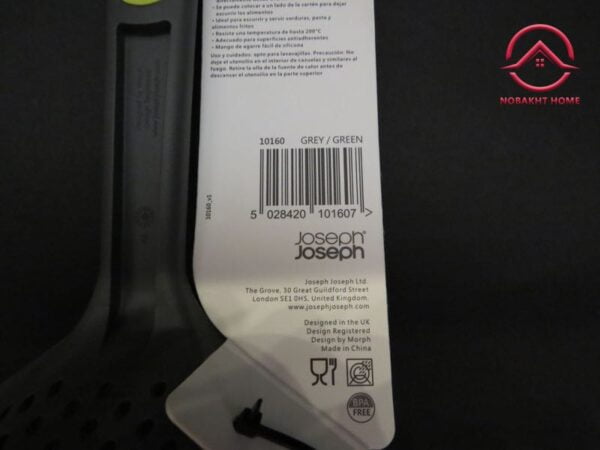 • Se puede colocar a un lado de la sartén para dejar
escurrir los alimentos
• Ideal para escurrir y servir verduras, pasta y
alimentos fritos
• Resiste una temperatura de hasta 200°C
• Adecuado para superficies antiadherentes
• Mango de agarre fácil de silicona
Uso y cuidados: apto para lavavajillas. Precaución: No
deje el utensilio en el interior de cazuelas y similares al
fuego. Retire la olla de la fuente de calor antes de
descansar el utensilio en la parte superior
NOBAKHT HOME
10160 GREY / GREEN
5 028420 101607 >
10160_v1
Joseph®
Joseph
Joseph Joseph Ltd.
The Grove, 30 Great Guildford Street
London SE1 0HS, United Kingdom.
www.josephjoseph.com
Designed in the UK
Design Registered
Design by Morph
Made in China
BPA
FREE